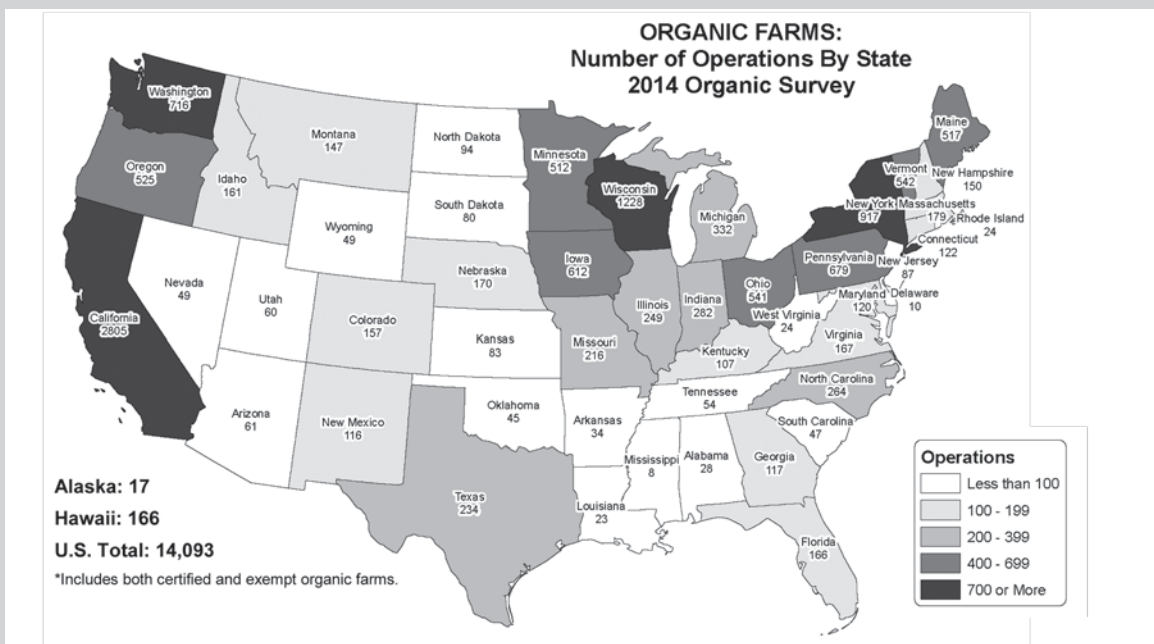 ORGANIC FARMS:
Number of Operations By State
2014 Organic Survey
Washington
716
Oregon
525
California
2805
Idaho
161
Montana
147
Wyoming
49
Nevada
49
Utah
60
Colorado
157
Arizona
61
New Mexico
116
North Dakota
94
South Dakota
80
Nebraska
170
Kansas
83
Oklahoma
45
Texas
234
Minnesota
512
Iowa
612
Missouri
216
Arkansas
34
Louisiana
23
Wisconsin
1228
Illinois
249
Michigan
332
Indiana
282
Ohio
541
Kentucky
107
Tennessee
54
Mississippi
8
Alabama
28
Georgia
117
Florida
166
South Carolina
47
North Carolina
264
Virginia
167
West Virginia
24
Maryland
120
Delaware
10
Pennsylvania
679
New Jersey
87
New York
917
Connecticut
122
Rhode Island
24
Massachusetts
179
Vermont
542
New Hampshire
150
Maine
517
Alaska: 17
Hawaii: 166
U.S. Total: 14,093
*Includes both certified and exempt organic farms.
Operations
Less than 100
100 - 199
200 - 399
400 - 699
700 or More